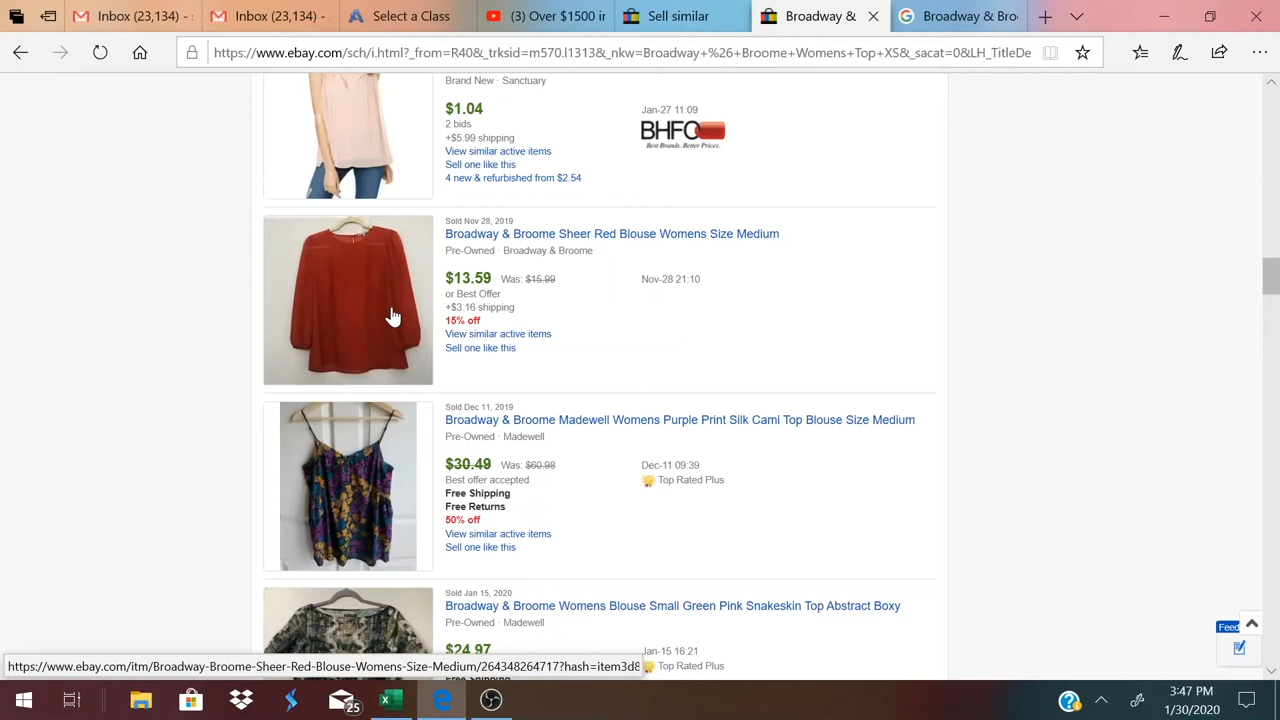 Inbox (23,134) -
Inbox (23,134) -
Select a Class
(3) Over $1500 ir
Sell similar
Broadway &
Broadway & Bro
https://www.ebay.com/sch/i.html?_from=R40&_trksid=m570.l1313&_nkw=Broadway+%26+Broome+Womens+Top+XS&_sacat=0&LH_TitleDe
Brand New · Sanctuary
$1.04
Jan-27 11:09
2 bids
BHFO
Best Brands. Better Prices.
+$5.99 shipping
View similar active items
Sell one like this
4 new & refurbished from $2.54
Sold Nov 28, 2019
Broadway & Broome Sheer Red Blouse Womens Size Medium
Pre-Owned · Broadway & Broome
$13.59 Was: $15.99
Nov-28 21:10
or Best Offer
+$3.16 shipping
15% off
View similar active items
Sell one like this
Sold Dec 11, 2019
Broadway & Broome Madewell Womens Purple Print Silk Cami Top Blouse Size Medium
Pre-Owned · Madewell
$30.49 Was: $60.98
Dec-11 09:39
Best offer accepted
Top Rated Plus
Free Shipping
Free Returns
50% off
View similar active items
Sell one like this
Sold Jan 15, 2020
Broadway & Broome Womens Blouse Small Green Pink Snakeskin Top Abstract Boxy
Pre-Owned · Madewell
$24.97
Jan-15 16:21
Top Rated Plus
Feed
https://www.ebay.com/itm/Broadway-Broome-Sheer-Red-Blouse-Womens-Size-Medium/264348264717?hash=item3d8
25
3:47 PM
1/30/2020